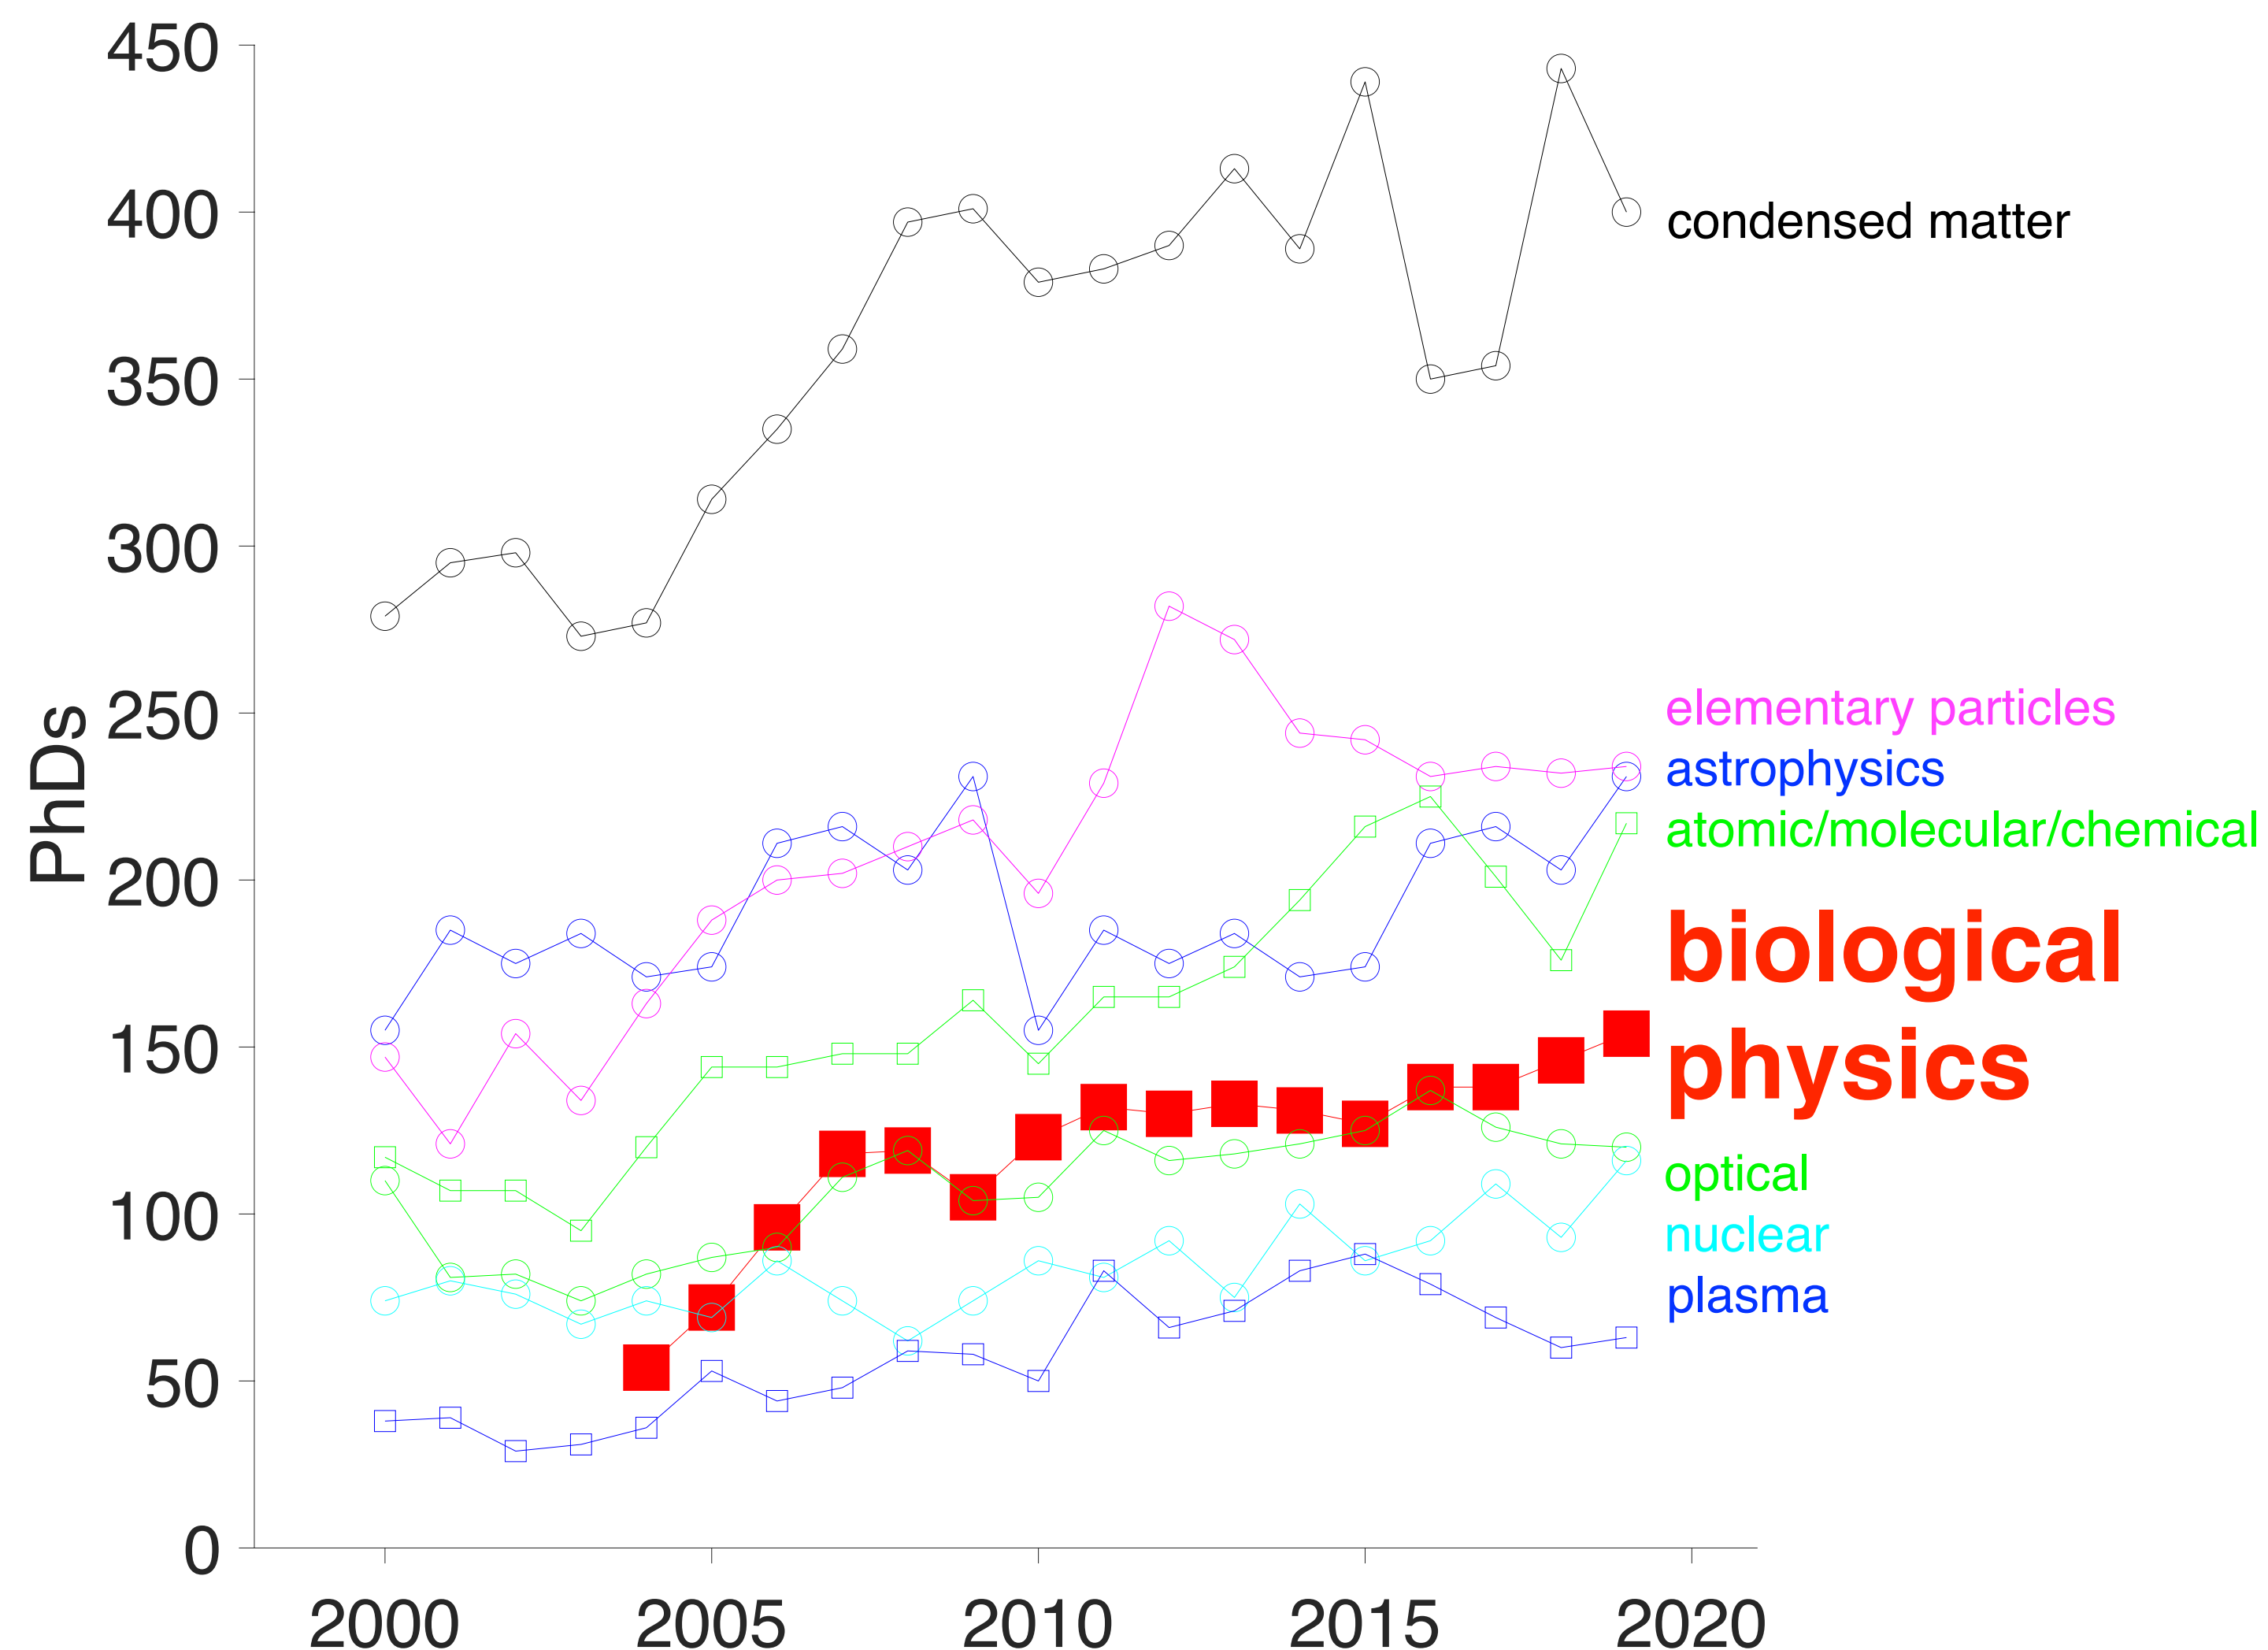 450
400
350
300
250
200
150
100
50
0
PhDs
2000 2005 2010 2015 2020
condensed matter
elementary particles
astrophysics
atomic/molecular/chemical
biological
physics
optical
nuclear
plasma